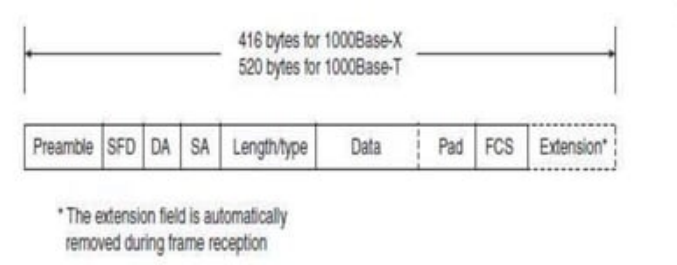 416 bytes for 1000Base-X
520 bytes for 1000Base-T
Preamble SFD DA SA Length/type Data Pad FCS Extension*
* The extension field is automatically
removed during frame reception